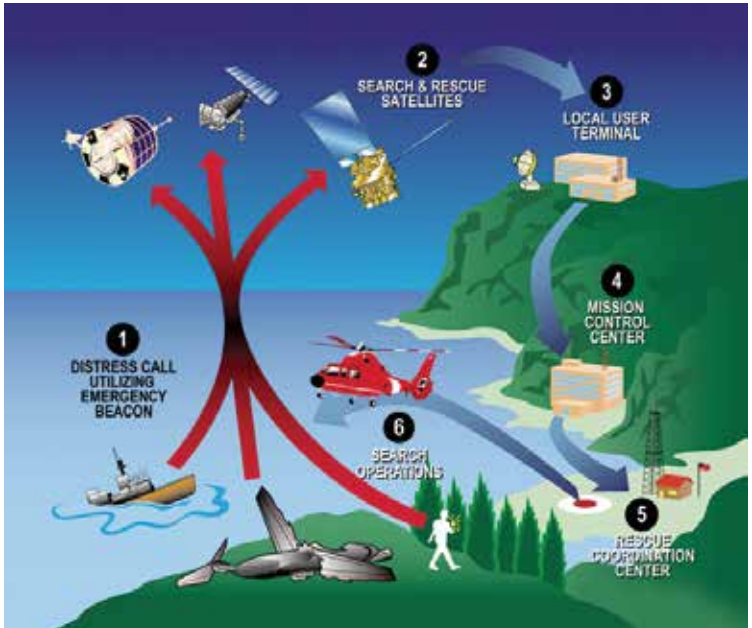 1
DISTRESS CALL
UTILIZING
EMERGENCY
BEACON
2
SEARCH & RESCUE
SATELLITES
3
LOCAL USER
TERMINAL
4
MISSION
CONTROL
CENTER
5
RESCUE
COORDINATION
CENTER
6
SEARCH
OPERATIONS